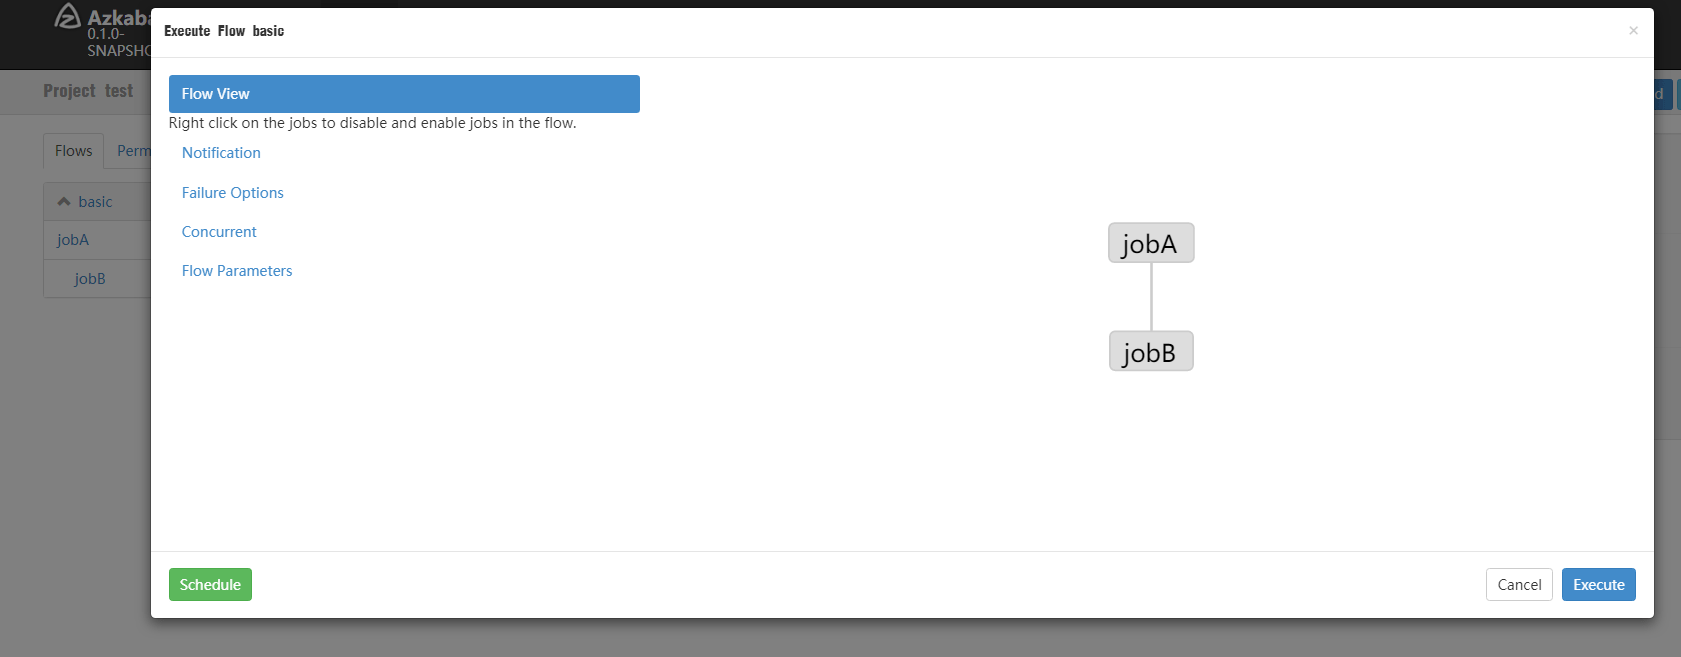 Azkaba
0.1.0-
SNAPSHO
Execute Flow basic
×
Project test
d
Flows
Perm
basic
jobA
jobB
Flow View
Right click on the jobs to disable and enable jobs in the flow.
Notification
Failure Options
Concurrent
Flow Parameters
jobA
jobB
Schedule
Cancel
Execute